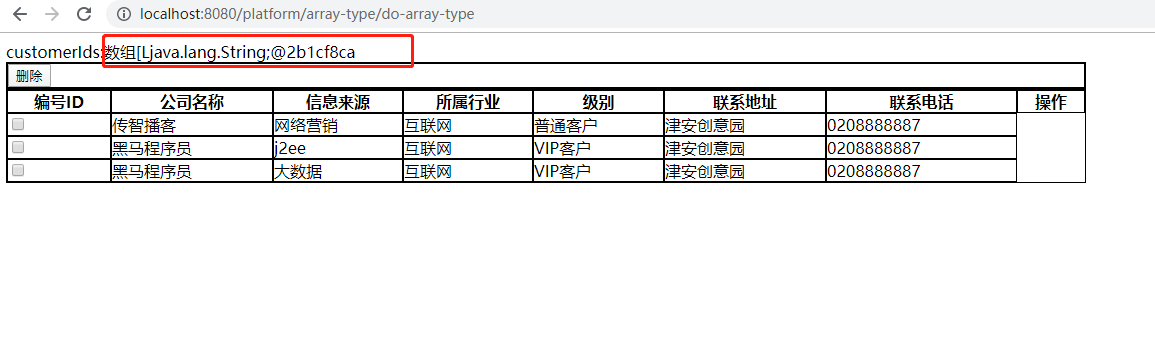 localhost:8080/platform/array-type/do-array-type
customerIds:数组[Ljava.lang.String;@2b1cf8ca
删除
编号ID 公司名称 信息来源 所属行业 级别 联系地址 联系电话 操作
传智播客 网络营销 互联网 普通客户 津安创意园 0208888887
黑马程序员 j2ee 互联网 VIP客户 津安创意园 0208888887
黑马程序员 大数据 互联网 VIP客户 津安创意园 0208888887